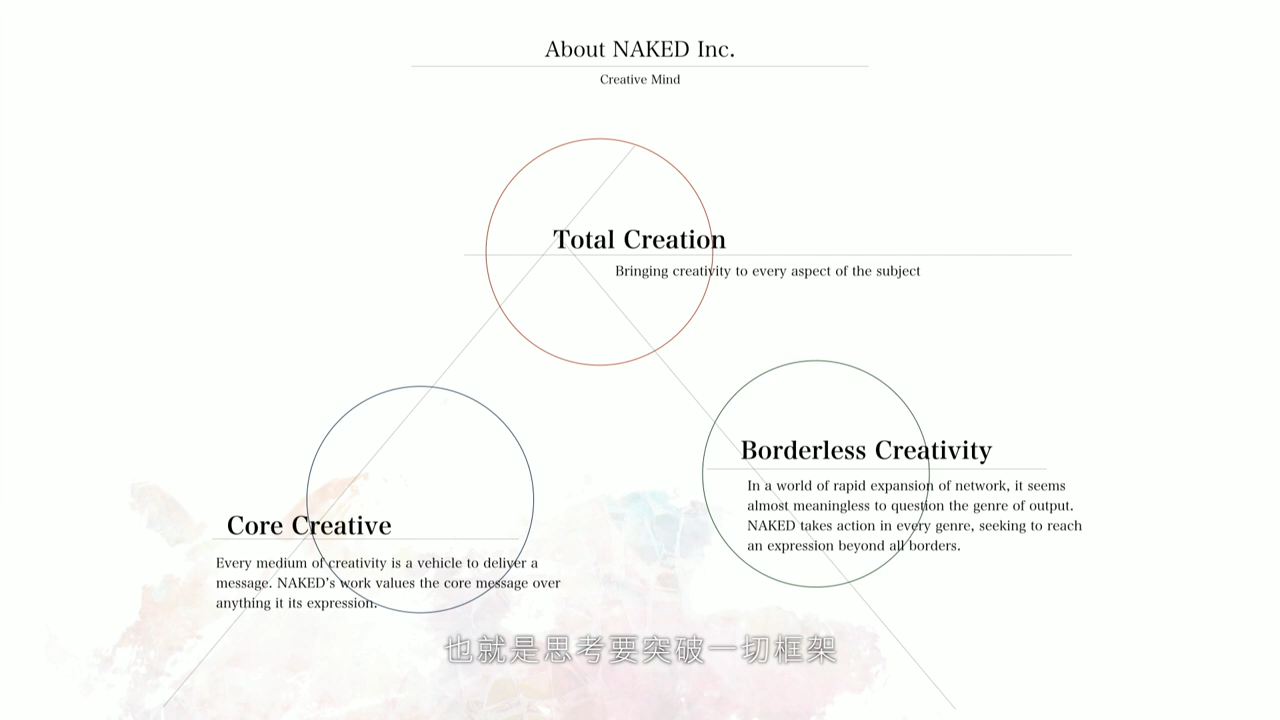 About NAKED Inc.
Creative Mind
Total Creation
Bringing creativity to every aspect of the subject
Core Creative
Every medium of creativity is a vehicle to deliver a
message. NAKED's work values the core message over
anything it its expression.
Borderless Creativity
In a world of rapid expansion of network, it seems
almost meaningless to question the genre of output.
NAKED takes action in every genre, seeking to reach
an expression beyond all borders.
也就是思考要突破一切框架